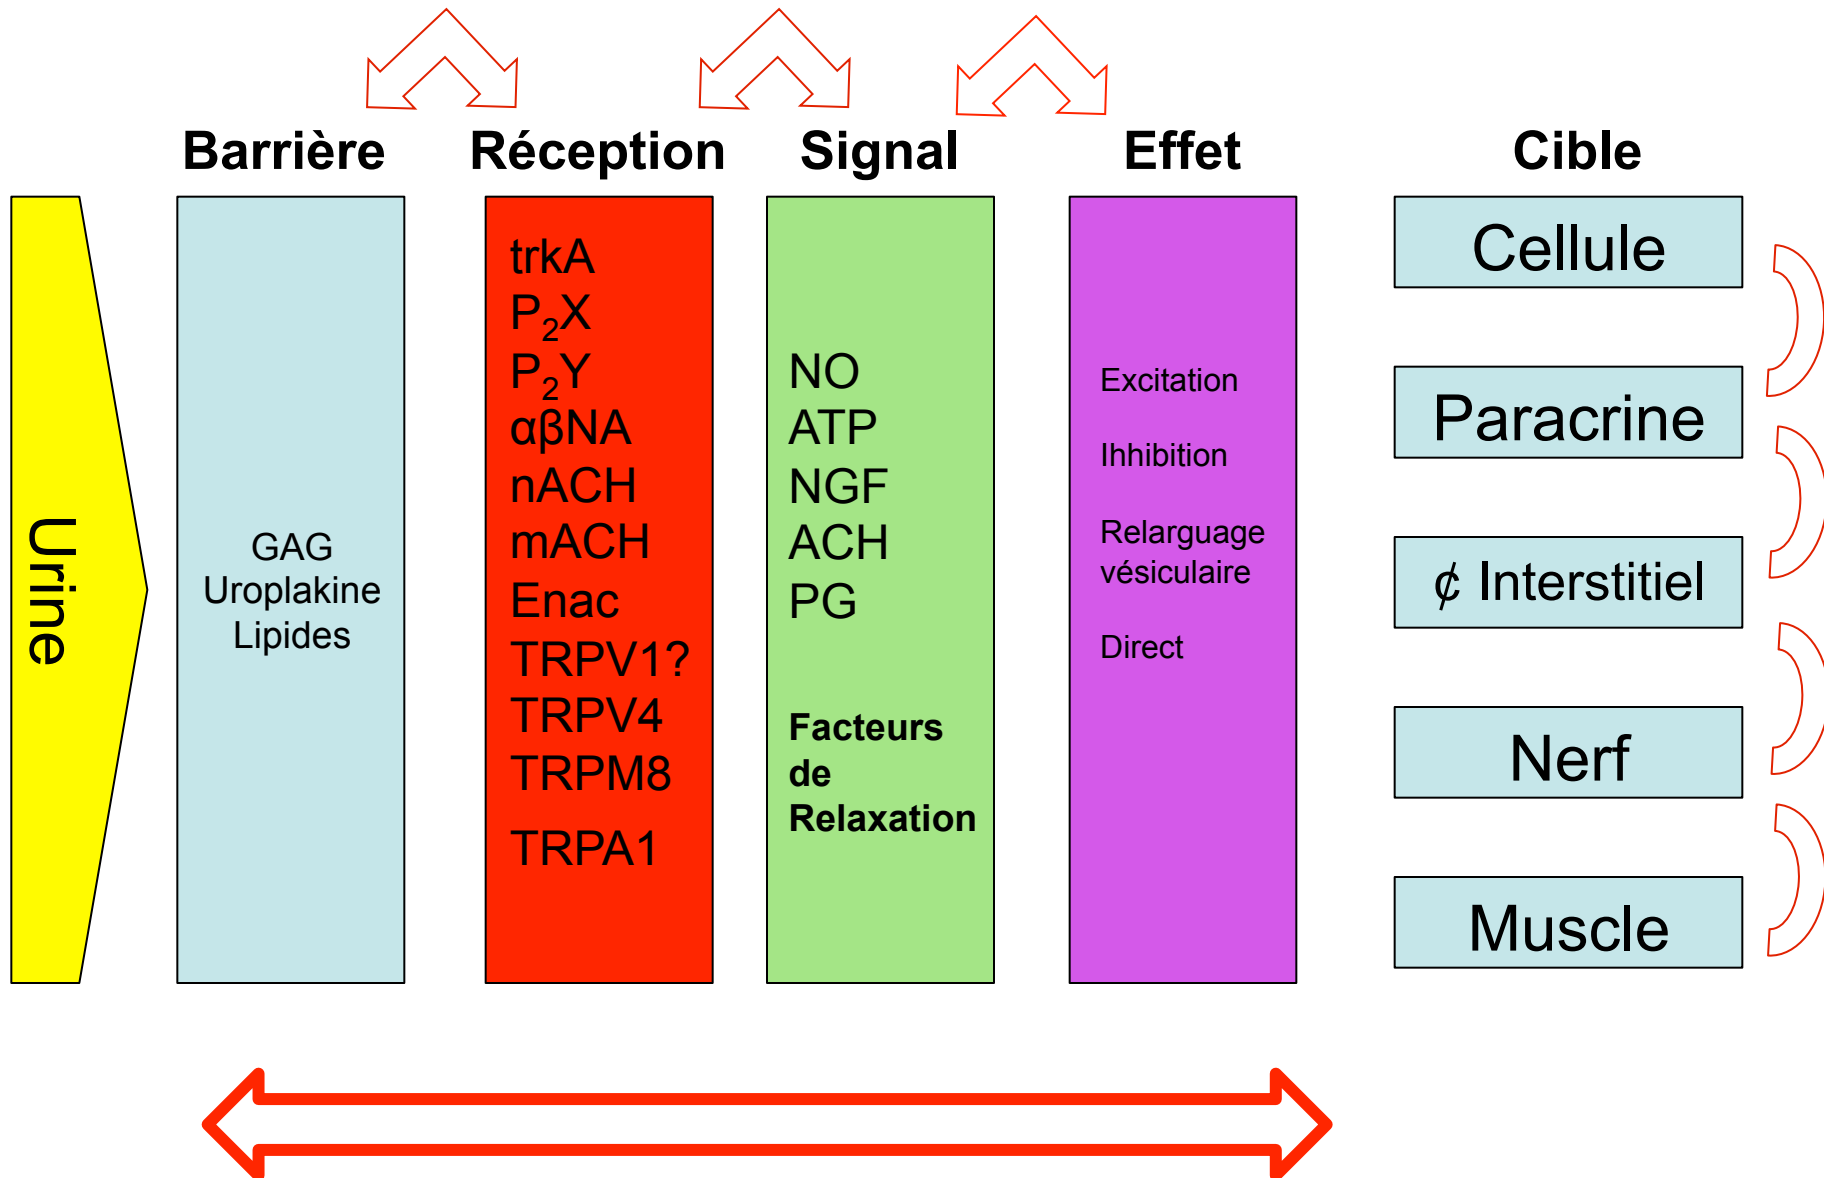 Barrière
Réception
Signal
Effet
Cible
Urine
GAG
Uroplakine
Lipides
trkA
P₂X
P₂Y
αβNA
nACH
mACH
Enac
TRPV1?
TRPV4
TRPM8
TRPA1
NO
ATP
NGF
ACH
PG
Facteurs
de
Relaxation
Excitation
Ihhibition
Relarguage
vésiculaire
Direct
Cellule
Paracrine
¢ Interstitiel
Nerf
Muscle